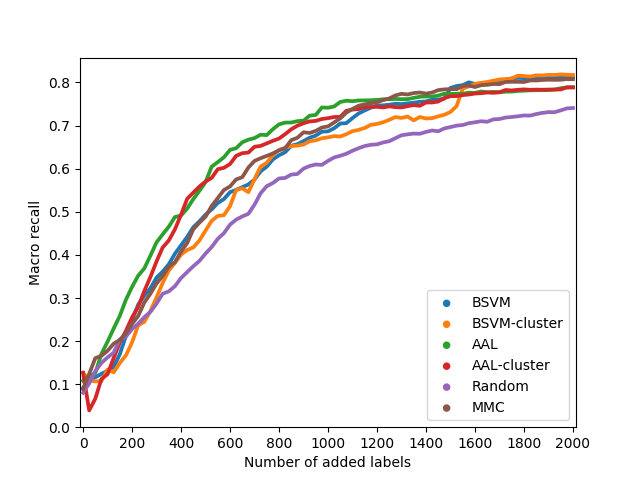 0.8
0.7
0.6
0.5
0.4
0.3
0.2
0.1
0.0
Macro recall
BSVM
BSVM-cluster
AAL
AAL-cluster
Random
MMC
0 200 400 600 800 1000 1200 1400 1600 1800 2000
Number of added labels